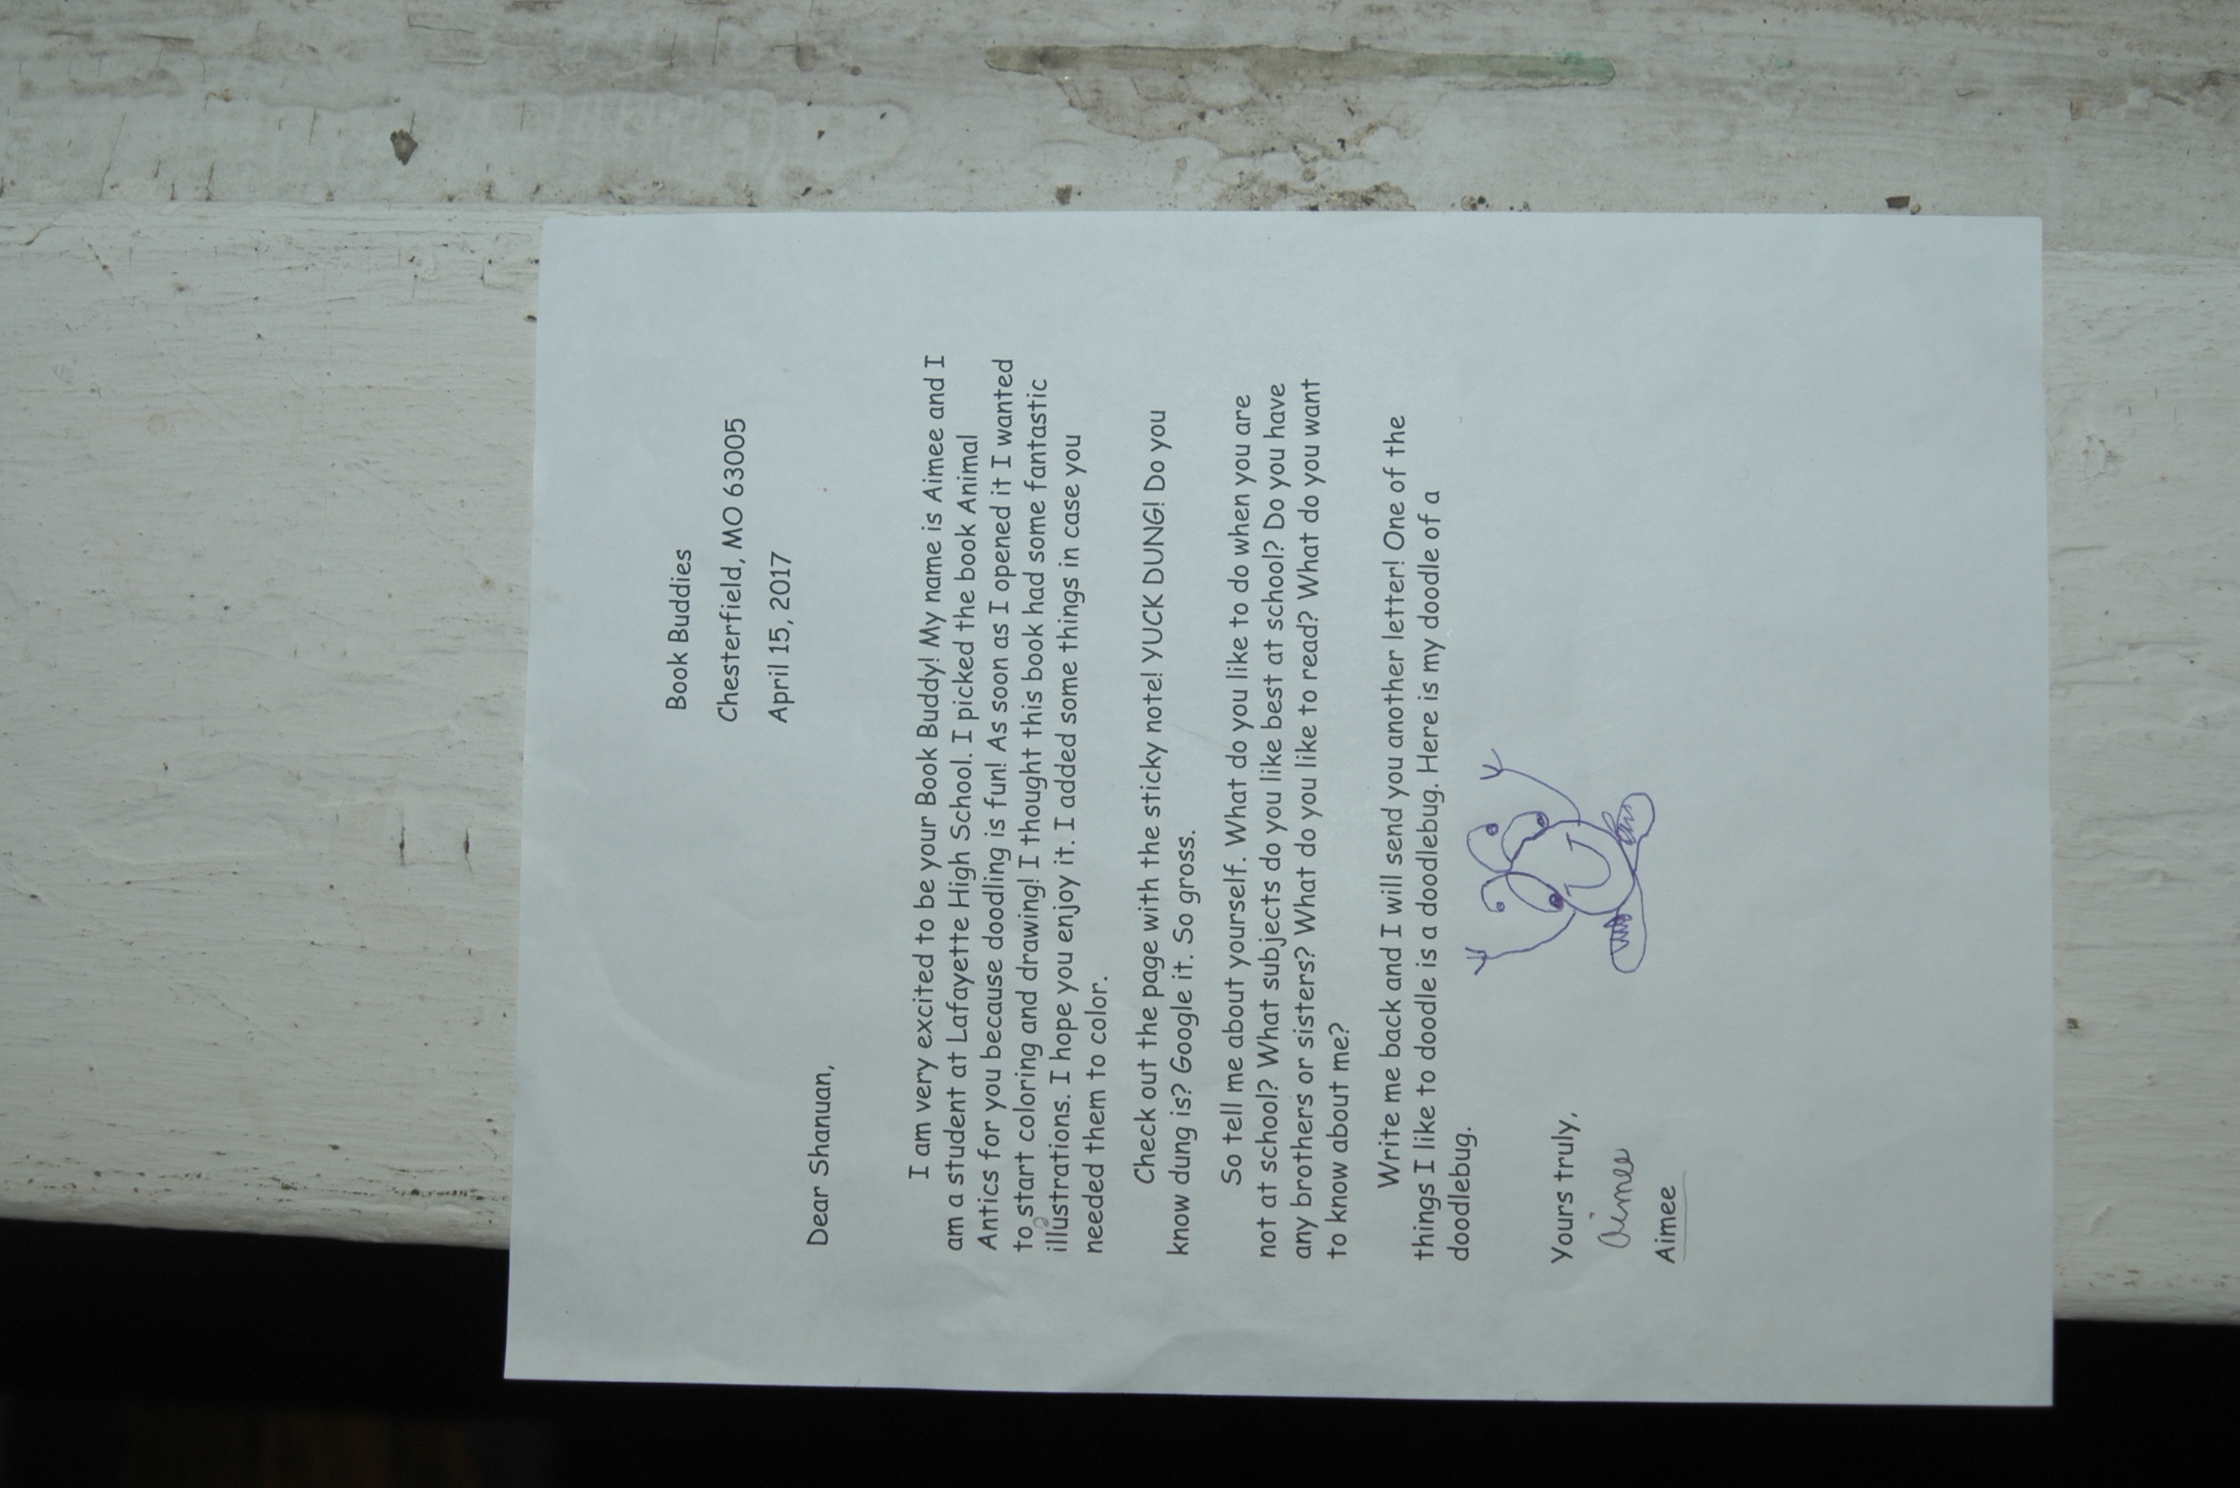 Book Buddies
Chesterfield, MO 63005
April 15, 2017
Dear Shanuan,
I am very excited to be your Book Buddy! My name is Aimee and I
am a student at Lafayette High School. I picked the book Animal
Antics for you because doodling is fun! As soon as I opened it I wanted
to start coloring and drawing! I thought this book had some fantastic
illustrations. I hope you enjoy it. I added some things in case you
needed them to color.
Check out the page with the sticky note! YUCK DUNG! Do you
know dung is? Google it. So gross.
So tell me about yourself. What do you like to do when you are
not at school? What subjects do you like best at school? Do you have
any brothers or sisters? What do you like to read? What do you want
to know about me?
Write me back and I will send you another letter! One of the
things I like to doodle is a doodlebug. Here is my doodle of a
doodlebug.
Yours truly,
Aimee
Aimee